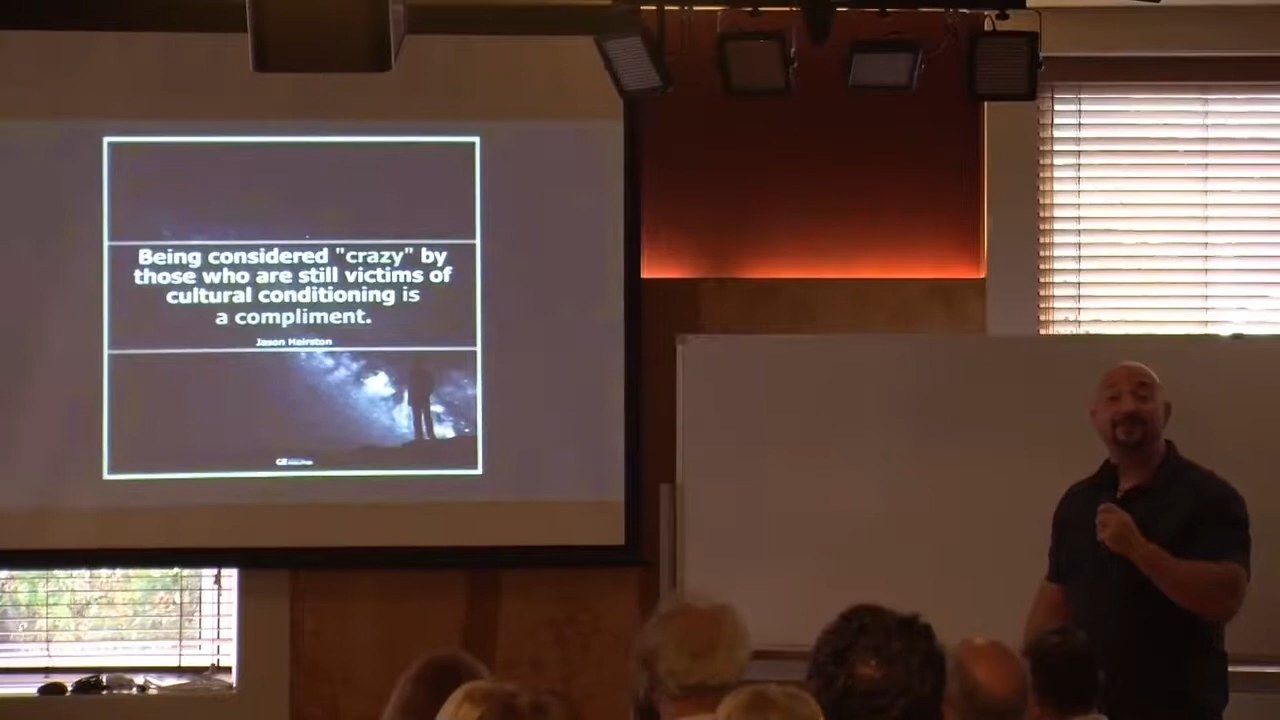 Being considered "crazy" by
those who are still victims of
cultural conditioning is
a compliment.
Jason Hairston